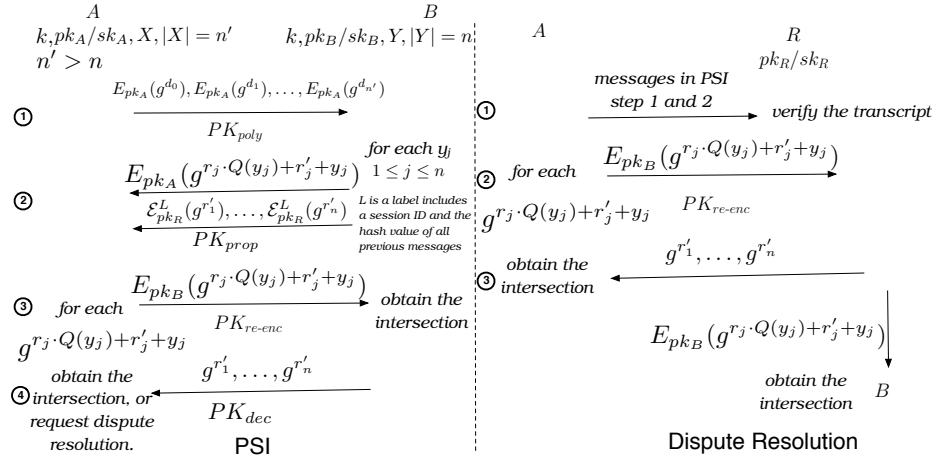 A
k, pk_A/sk_A, X, |X| = n'
n' > n
B
k, pk_B/sk_B, Y, |Y| = n
1
E_{pk_A}(g^{d_0}), E_{pk_A}(g^{d_1}), ..., E_{pk_A}(g^{d_{n'}})
PK_{poly}
2
E_{pk_A}(g^{r_j·Q(y_j)+r'_j+y_j})
for each y_j
1 ≤ j ≤ n
ℰ^L_{pk_R}(g^{r'_1}), ..., ℰ^L_{pk_R}(g^{r'_n})
PK_{prop}
L is a label includes
a session ID and the
hash value of all
previous messages
3
for each
g^{r_j·Q(y_j)+r'_j+y_j}
E_{pk_B}(g^{r_j·Q(y_j)+r'_j+y_j})
PK_{re-enc}
obtain the
intersection
4
obtain the
intersection, or
request dispute
resolution.
g^{r'_1}, ..., g^{r'_n}
PK_{dec}
PSI
A
R
pk_R/sk_R
1
messages in PSI
step 1 and 2
verify the transcript
2
for each
g^{r_j·Q(y_j)+r'_j+y_j}
E_{pk_B}(g^{r_j·Q(y_j)+r'_j+y_j})
PK_{re-enc}
3
obtain the
intersection
g^{r'_1}, ..., g^{r'_n}
E_{pk_B}(g^{r_j·Q(y_j)+r'_j+y_j})
obtain the
intersection
B
Dispute Resolution